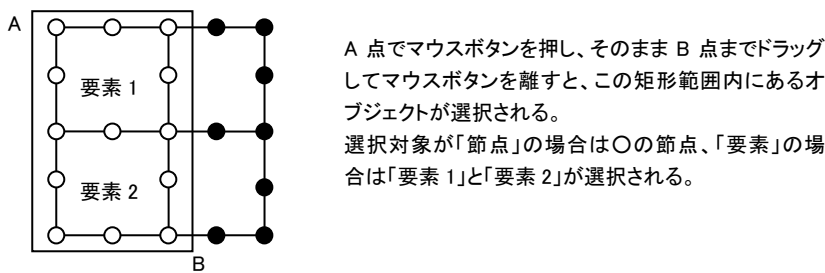 A
要素 1
要素 2
B
A 点でマウスボタンを押し、そのまま B 点までドラッグ
してマウスボタンを離すと、この矩形範囲内にあるオ
ブジェクトが選択される。
選択対象が「節点」の場合は○の節点、「要素」の場
合は「要素 1」と「要素 2」が選択される。